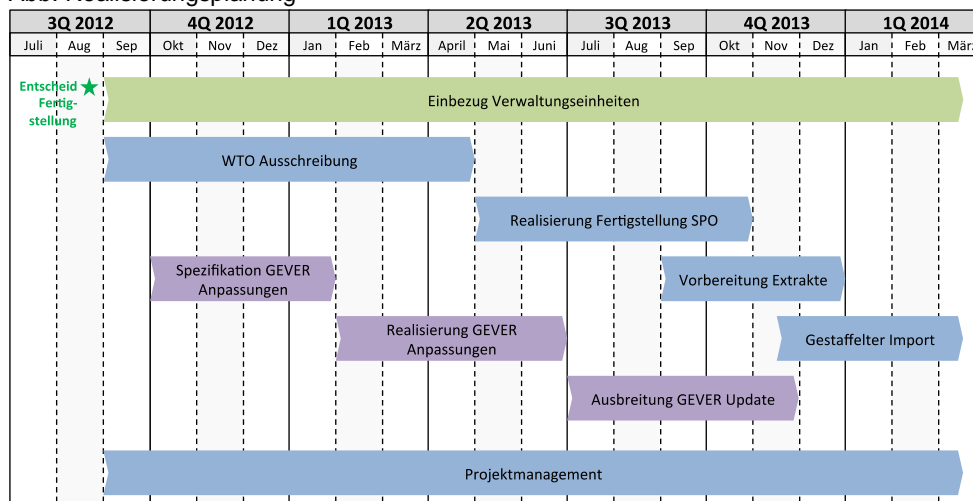 Abb. Realisierungsplanung
3Q 2012 4Q 2012 1Q 2013 2Q 2013 3Q 2013 4Q 2013 1Q 2014
Juli Aug Sep Okt Nov Dez Jan Feb März April Mai Juni Juli Aug Sep Okt Nov Dez Jan Feb März
Entscheid
Fertig-
stellung
Einbezug Verwaltungseinheiten
WTO Ausschreibung
Realisierung Fertigstellung SPO
Spezifikation GEVER
Anpassungen
Vorbereitung Extrakte
Realisierung GEVER
Anpassungen
Gestaffelter Import
Ausbreitung GEVER Update
Projektmanagement